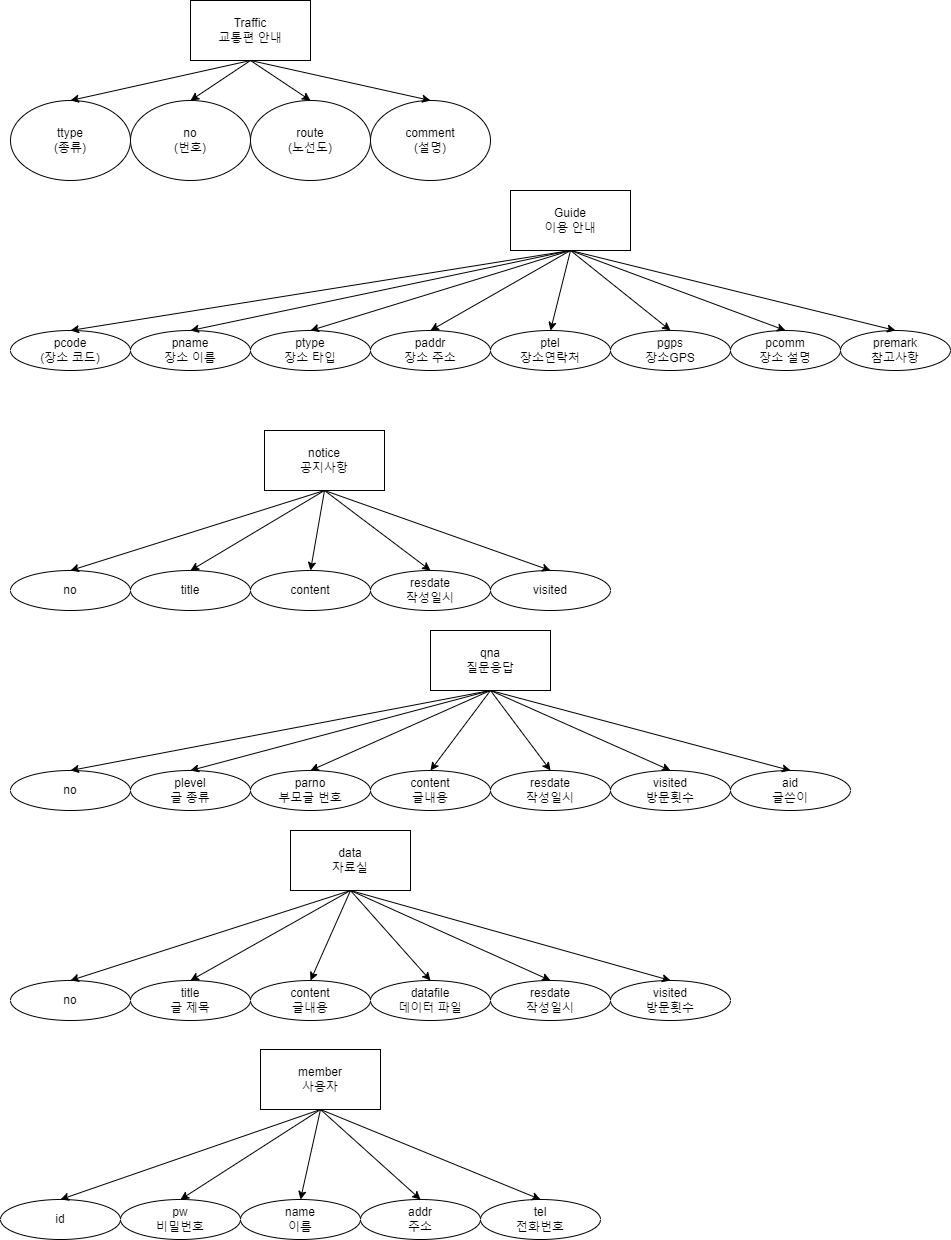 Traffic
교통편 안내
ttype
(종류)
no
(번호)
route
(노선도)
comment
(설명)
Guide
이용 안내
pcode
(장소 코드)
pname
장소 이름
ptype
장소 타입
paddr
장소 주소
ptel
장소연락처
pgps
장소GPS
pcomm
장소 설명
premark
참고사항
notice
공지사항
no
title
content
resdate
작성일시
visited
qna
질문응답
no
plevel
글 종류
parno
부모글 번호
content
글내용
resdate
작성일시
visited
방문횟수
aid
글쓴이
data
자료실
no
title
글 제목
content
글내용
datafile
데이터 파일
resdate
작성일시
visited
방문횟수
member
사용자
id
pw
비밀번호
name
이름
addr
주소
tel
전화번호